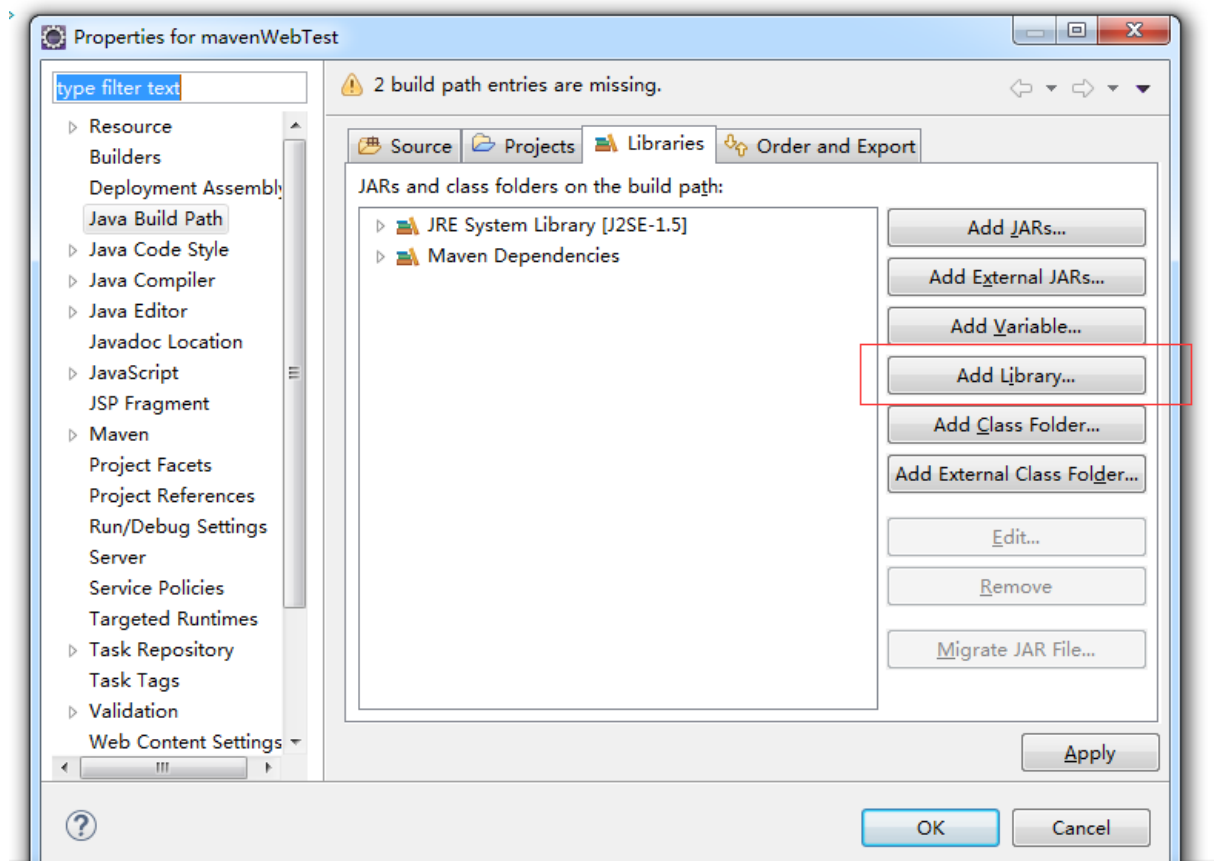 Properties for mavenWebTest
type filter text
Resource
Builders
Deployment Assembly
Java Build Path
Java Code Style
Java Compiler
Java Editor
Javadoc Location
JavaScript
JSP Fragment
Maven
Project Facets
Project References
Run/Debug Settings
Server
Service Policies
Targeted Runtimes
Task Repository
Task Tags
Validation
Web Content Settings
2 build path entries are missing.
Source
Projects
Libraries
Order and Export
JARs and class folders on the build path:
JRE System Library [J2SE-1.5]
Maven Dependencies
Add JARs...
Add External JARs...
Add Variable...
Add Library...
Add Class Folder...
Add External Class Folder...
Edit...
Remove
Migrate JAR File...
Apply
OK
Cancel